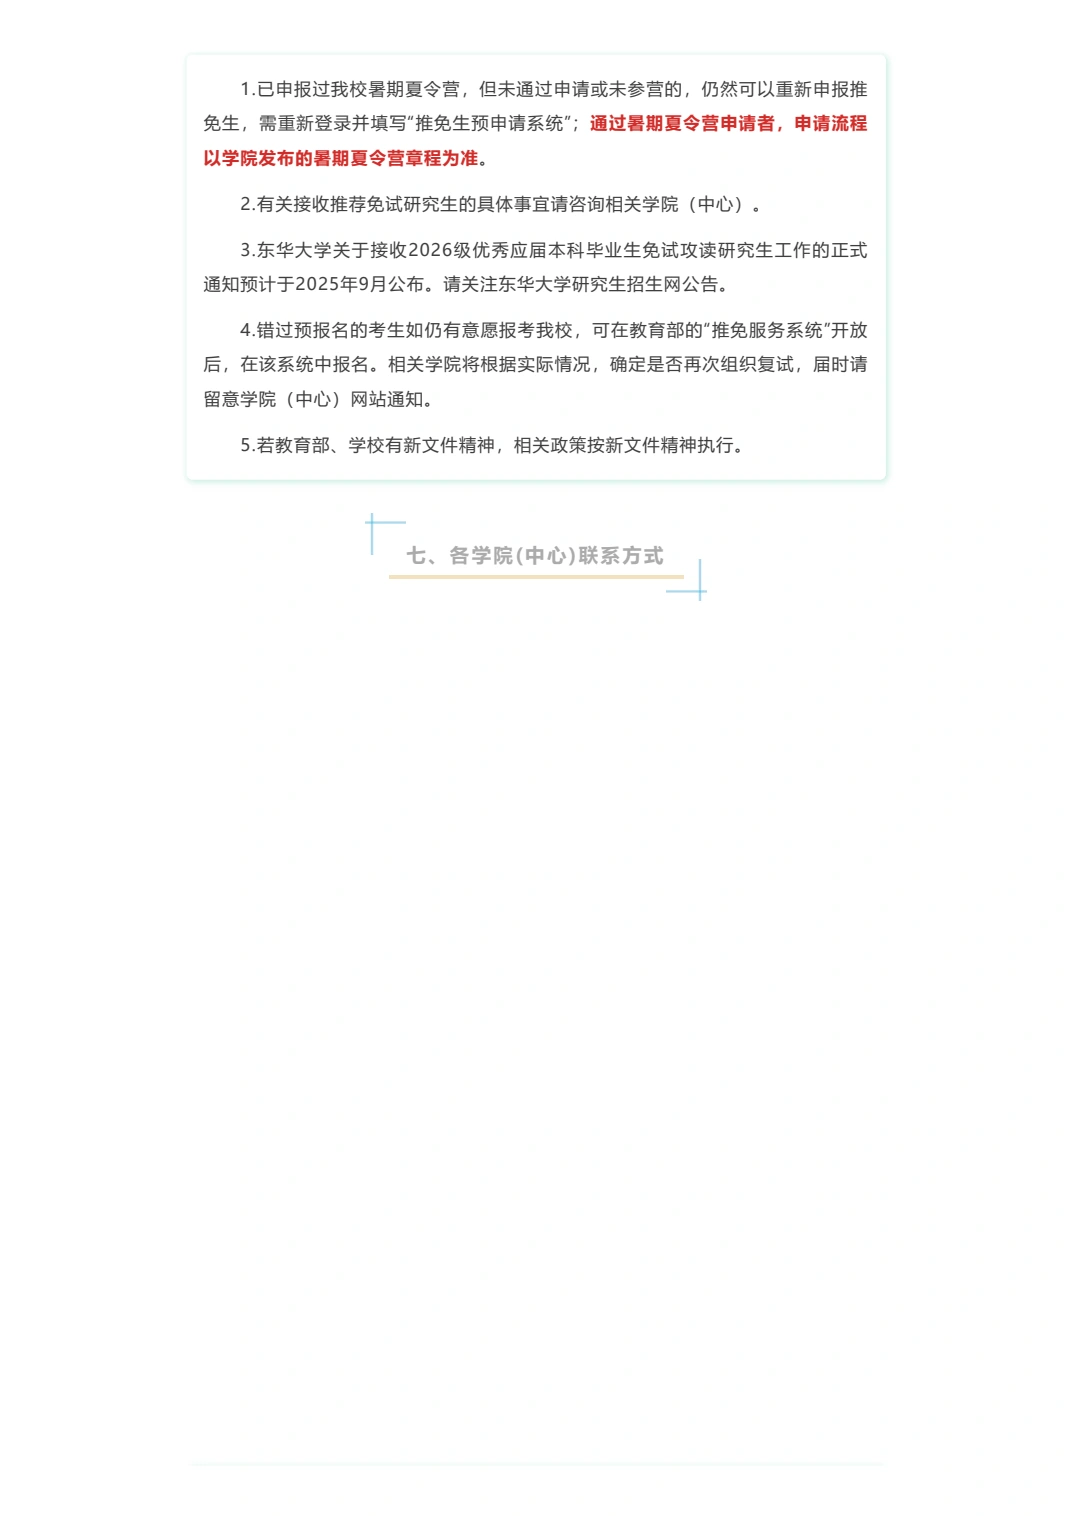 1.已申报过我校暑期夏令营，但未通过申请或未参营的，仍然可以重新申报推
免生，需重新登录并填写“推免生预申请系统”；通过暑期夏令营申请者，申请流程
以学院发布的暑期夏令营章程为准。
2.有关接收推荐免试研究生的具体事宜请咨询相关学院（中心）。
3.东华大学关于接收2026级优秀应届本科毕业生免试攻读研究生工作的正式
通知预计于2025年9月公布。请关注东华大学研究生招生网公告。
4.错过预报名的考生如仍有意愿报考我校，可在教育部的“推免服务系统”开放
后，在该系统中报名。相关学院将根据实际情况，确定是否再次组织复试，届时请
留意学院（中心）网站通知。
5.若教育部、学校有新文件精神，相关政策按新文件精神执行。
七、各学院(中心)联系方式